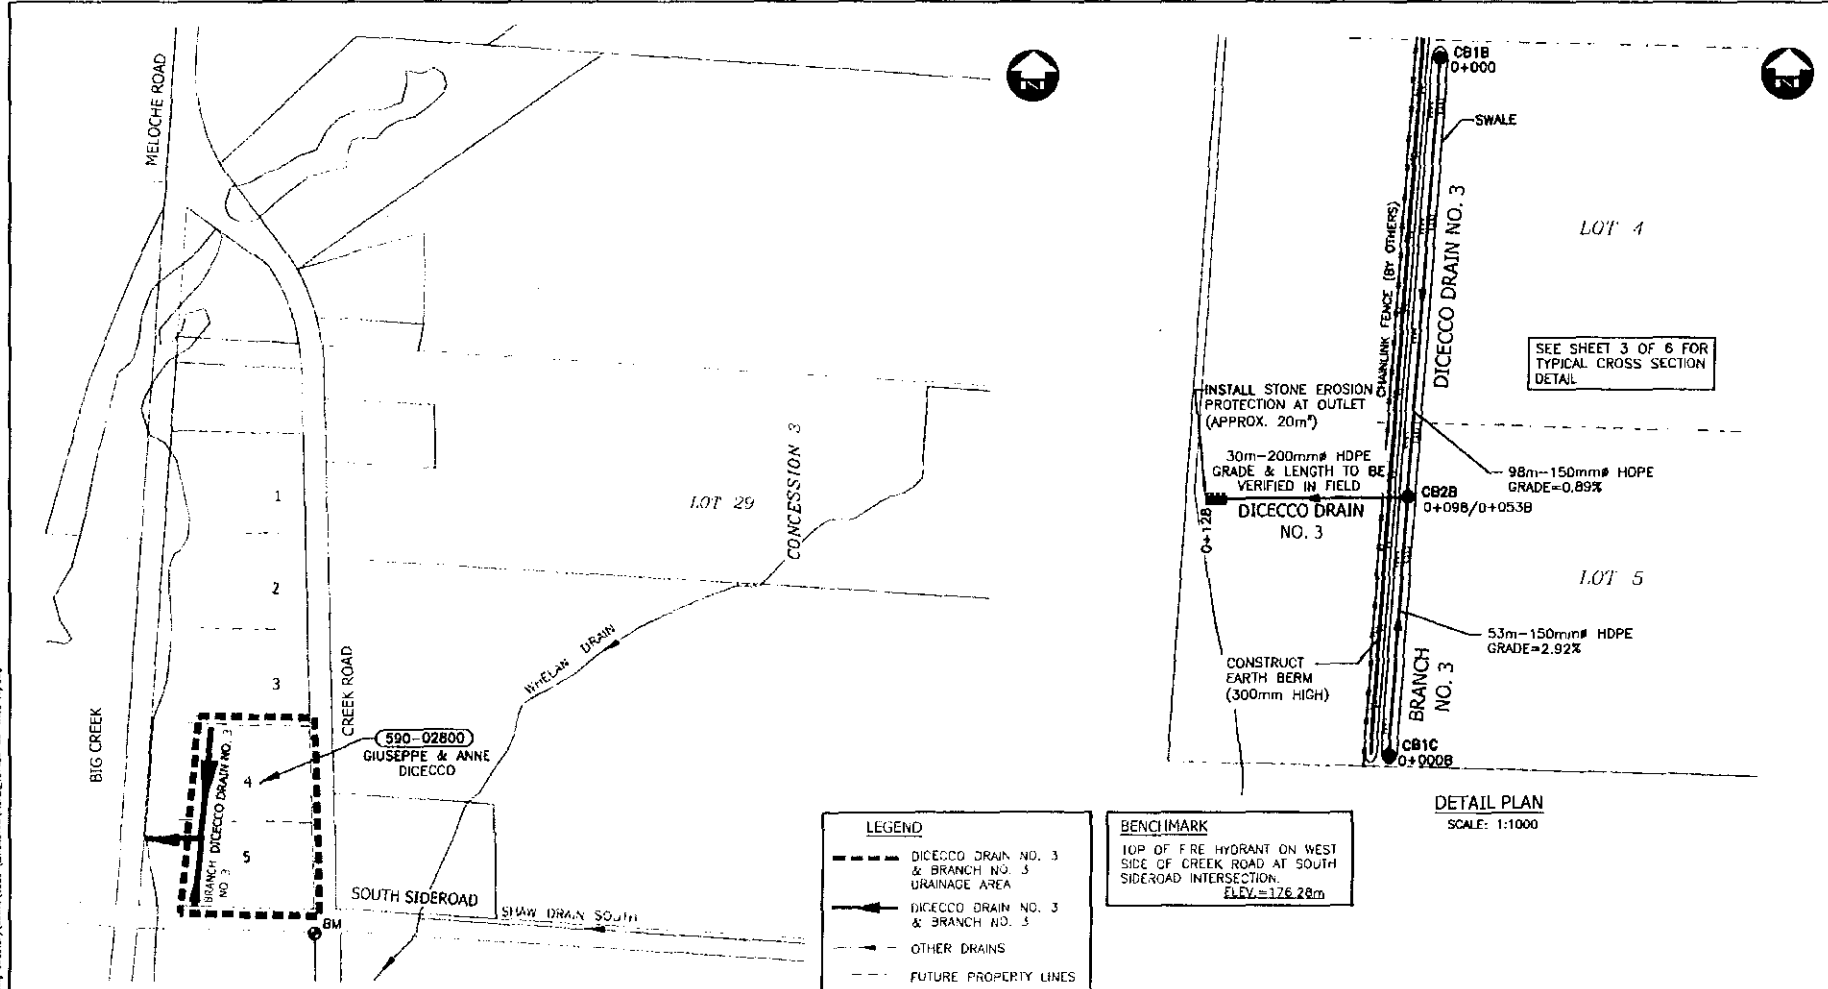 MELOCHE ROAD
BIG CREEK
CREEK ROAD
1
2
3
4
5
LOT 29
CONCESSION 3
WHELAN DRAIN
590-02800
GIUSEPPE & ANNE
DICECCO
DICECCO DRAIN NO. 3
BRANCH
NO. 3
SOUTH SIDEROAD
SHAW DRAIN SOUTH
BM
LEGEND
DICECCO DRAIN NO. 3
& BRANCH NO. 3
DRAINAGE AREA
DICECCO DRAIN NO. 3
& BRANCH NO. 3
OTHER DRAINS
FUTURE PROPERTY LINES
N
N
CB1B
0+000
SWALE
LOT 4
CHAINLINK FENCE (BY OTHERS)
DICECCO DRAIN NO. 3
SEE SHEET 3 OF 6 FOR
TYPICAL CROSS SECTION
DETAIL
INSTALL STONE EROSION
PROTECTION AT OUTLET
(APPROX. 20m²)
30m-200mmø HDPE
GRADE & LENGTH TO BE
VERIFIED IN FIELD
DICECCO DRAIN
NO. 3
0+128
98m-150mmø HDPE
GRADE=0.89%
CB2B
0+098/0+053B
LOT 5
53m-150mmø HDPE
GRADE=2.92%
CONSTRUCT
EARTH BERM
(300mm HIGH)
BRANCH
NO. 3
CB1C
0+000B
DETAIL PLAN
SCALE: 1:1000
BENCHMARK
TOP OF FIRE HYDRANT ON WEST
SIDE OF CREEK ROAD AT SOUTH
SIDEROAD INTERSECTION.
ELEV.=176.28m